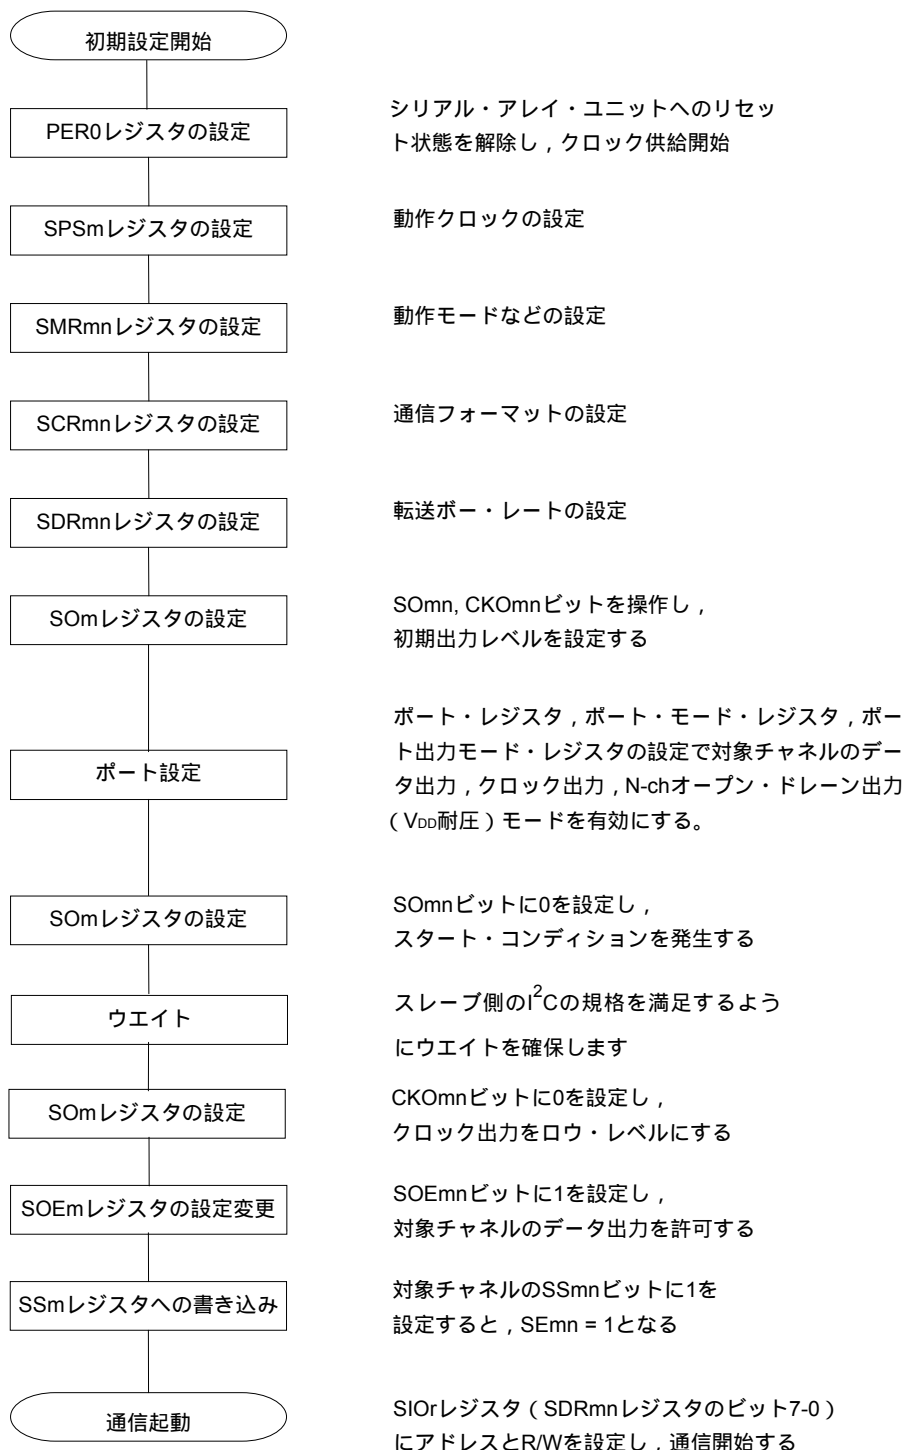 初期設定開始
PER0レジスタの設定
シリアル・アレイ・ユニットへのリセッ
ト状態を解除し，クロック供給開始
SPSmレジスタの設定
動作クロックの設定
SMRmnレジスタの設定
動作モードなどの設定
SCRmnレジスタの設定
通信フォーマットの設定
SDRmnレジスタの設定
転送ボー・レートの設定
SOmレジスタの設定
SOmn, CKOmnビットを操作し，
初期出力レベルを設定する
ポート設定
ポート・レジスタ，ポート・モード・レジスタ，ポー
ト出力モード・レジスタの設定で対象チャネルのデー
タ出力，クロック出力，N-chオープン・ドレーン出力
（VDD耐圧）モードを有効にする。
SOmレジスタの設定
SOmnビットに0を設定し，
スタート・コンディションを発生する
ウエイト
スレーブ側のI²Cの規格を満足するよう
にウエイトを確保します
SOmレジスタの設定
CKOmnビットに0を設定し，
クロック出力をロウ・レベルにする
SOEmレジスタの設定変更
SOEmnビットに1を設定し，
対象チャネルのデータ出力を許可する
SSmレジスタへの書き込み
対象チャネルのSSmnビットに1を
設定すると，SEmn = 1となる
通信起動
SIOrレジスタ（SDRmnレジスタのビット7-0）
にアドレスとR/Wを設定し，通信開始する